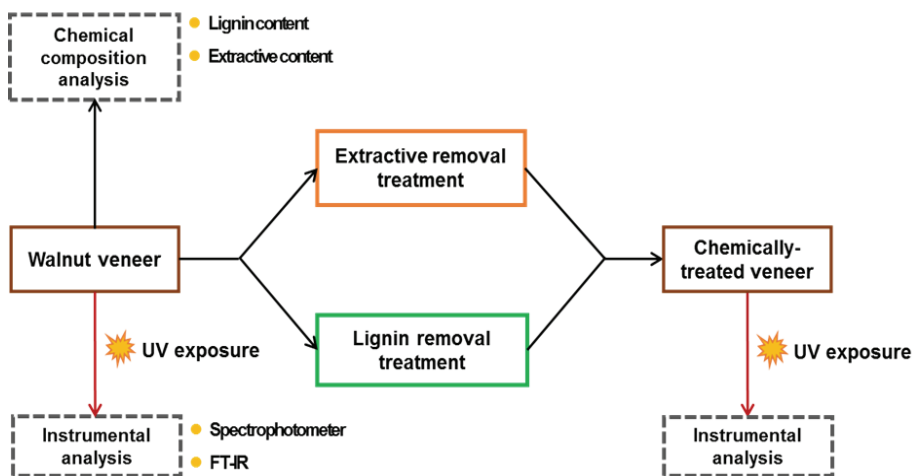 Chemical
composition
analysis
Lignin content
Extractive content
Extractive removal
treatment
Walnut veneer
Chemically-
treated veneer
Lignin removal
treatment
UV exposure
UV exposure
Instrumental
analysis
Spectrophotometer
FT-IR
Instrumental
analysis